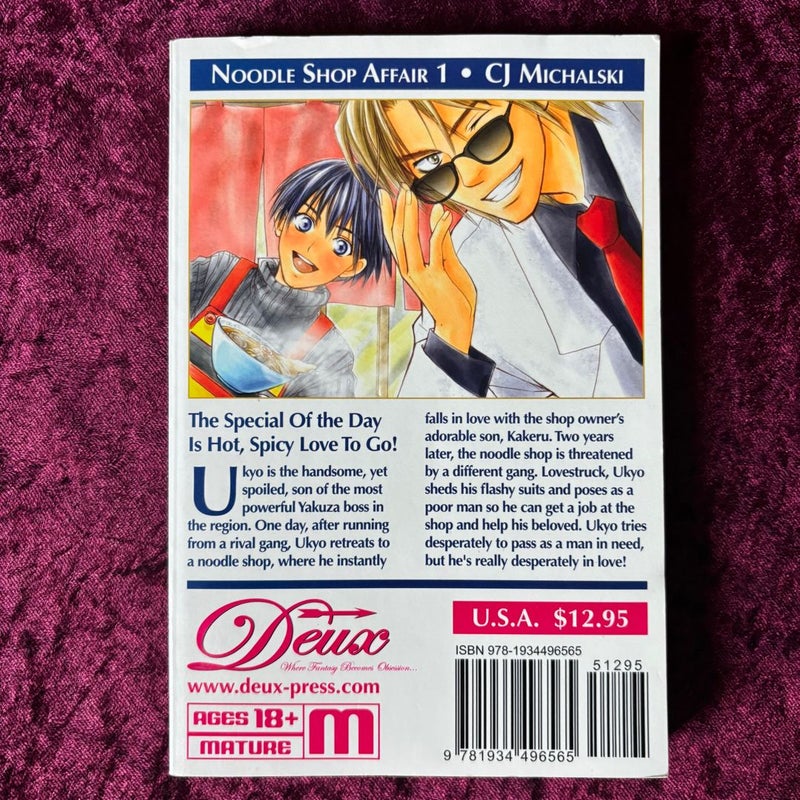 NOODLE SHOP AFFAIR 1 • CJ MICHALSKI
The Special Of the Day
Is Hot, Spicy Love To Go!
Ukyo is the handsome, yet
spoiled, son of the most
powerful Yakuza boss in
the region. One day, after running
from a rival gang, Ukyo retreats to
a noodle shop, where he instantly
falls in love with the shop owner's
adorable son, Kakeru. Two years
later, the noodle shop is threatened
by a different gang. Lovestruck, Ukyo
sheds his flashy suits and poses as a
poor man so he can get a job at the
shop and help his beloved. Ukyo tries
desperately to pass as a man in need,
but he's really desperately in love!
Deux
Where Fantasy Becomes Obsession...
www.deux-press.com
AGES 18+
MATURE
M
U.S.A. $12.95
ISBN 978-1934496565
51295
9 781934 496565